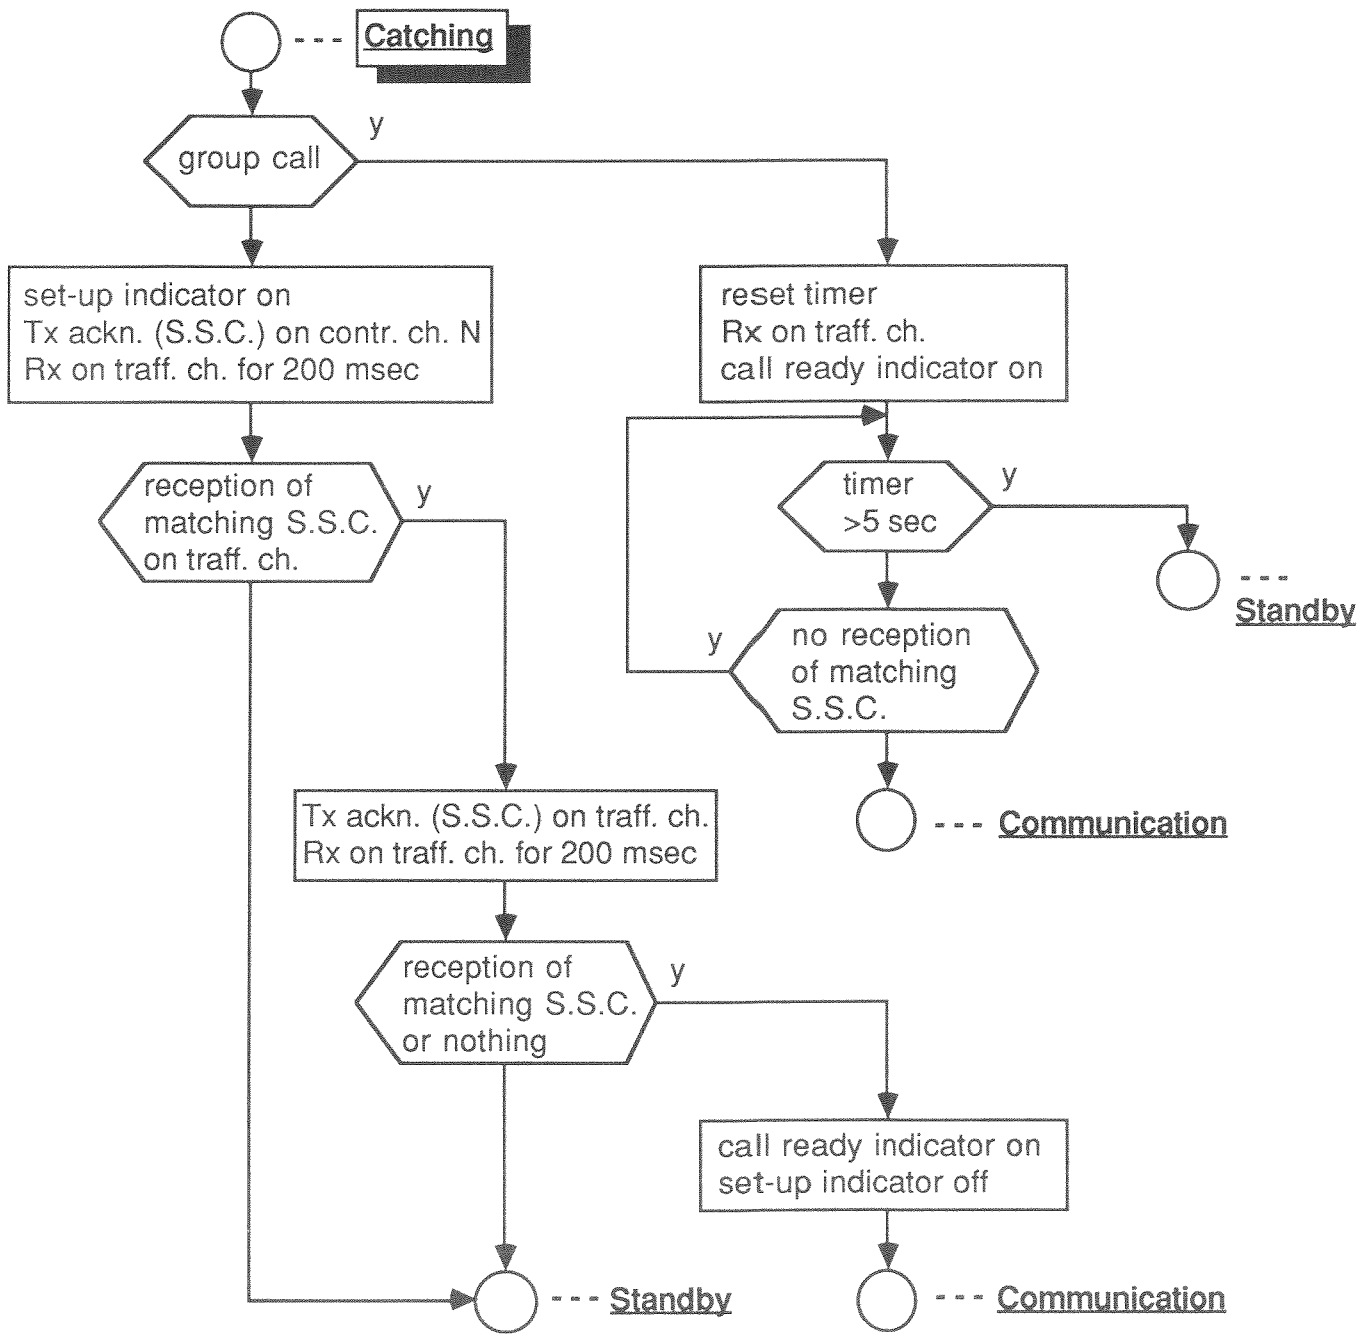 Catching
y
group call
set-up indicator on
Tx ackn. (S.S.C.) on contr. ch. N
Rx on traff. ch. for 200 msec
reset timer
Rx on traff. ch.
call ready indicator on
reception of
matching S.S.C.
on traff. ch.
y
timer
>5 sec
y
Standby
no reception
of matching
S.S.C.
y
Communication
Tx ackn. (S.S.C.) on traff. ch.
Rx on traff. ch. for 200 msec
reception of
matching S.S.C.
or nothing
y
call ready indicator on
set-up indicator off
Standby
Communication